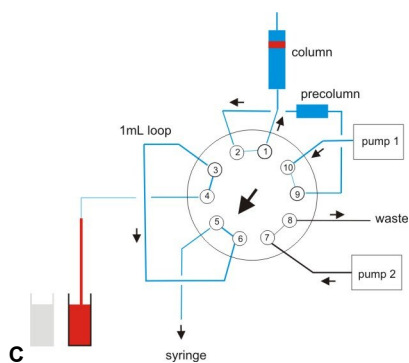 column
precolumn
1mL loop
pump 1
2
1
3
10
4
9
5
8
waste
6
7
pump 2
C
syringe